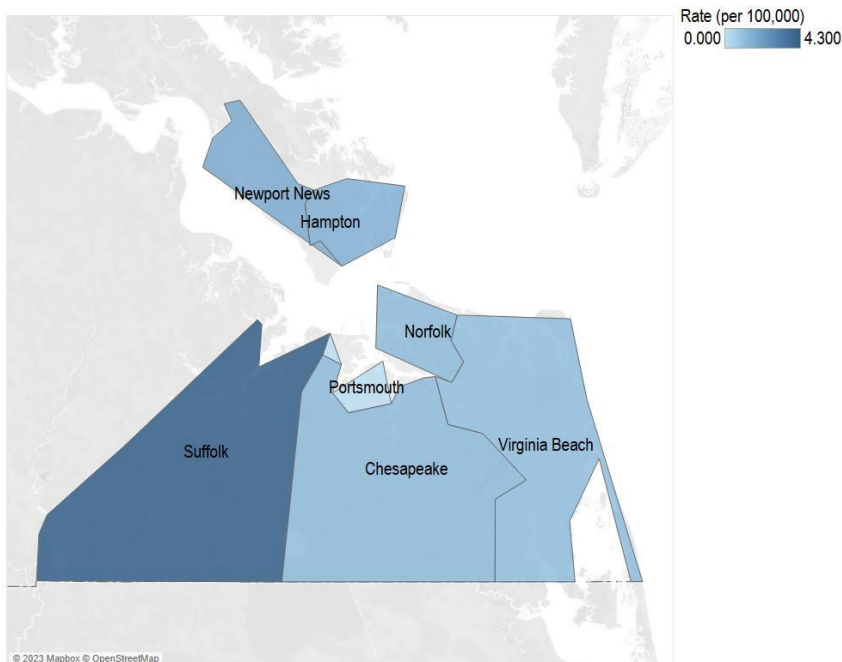 Rate (per 100,000)
0.000 4.300
Newport News
Hampton
Norfolk
Portsmouth
Virginia Beach
Suffolk
Chesapeake
© 2023 Mapbox © OpenStreetMap